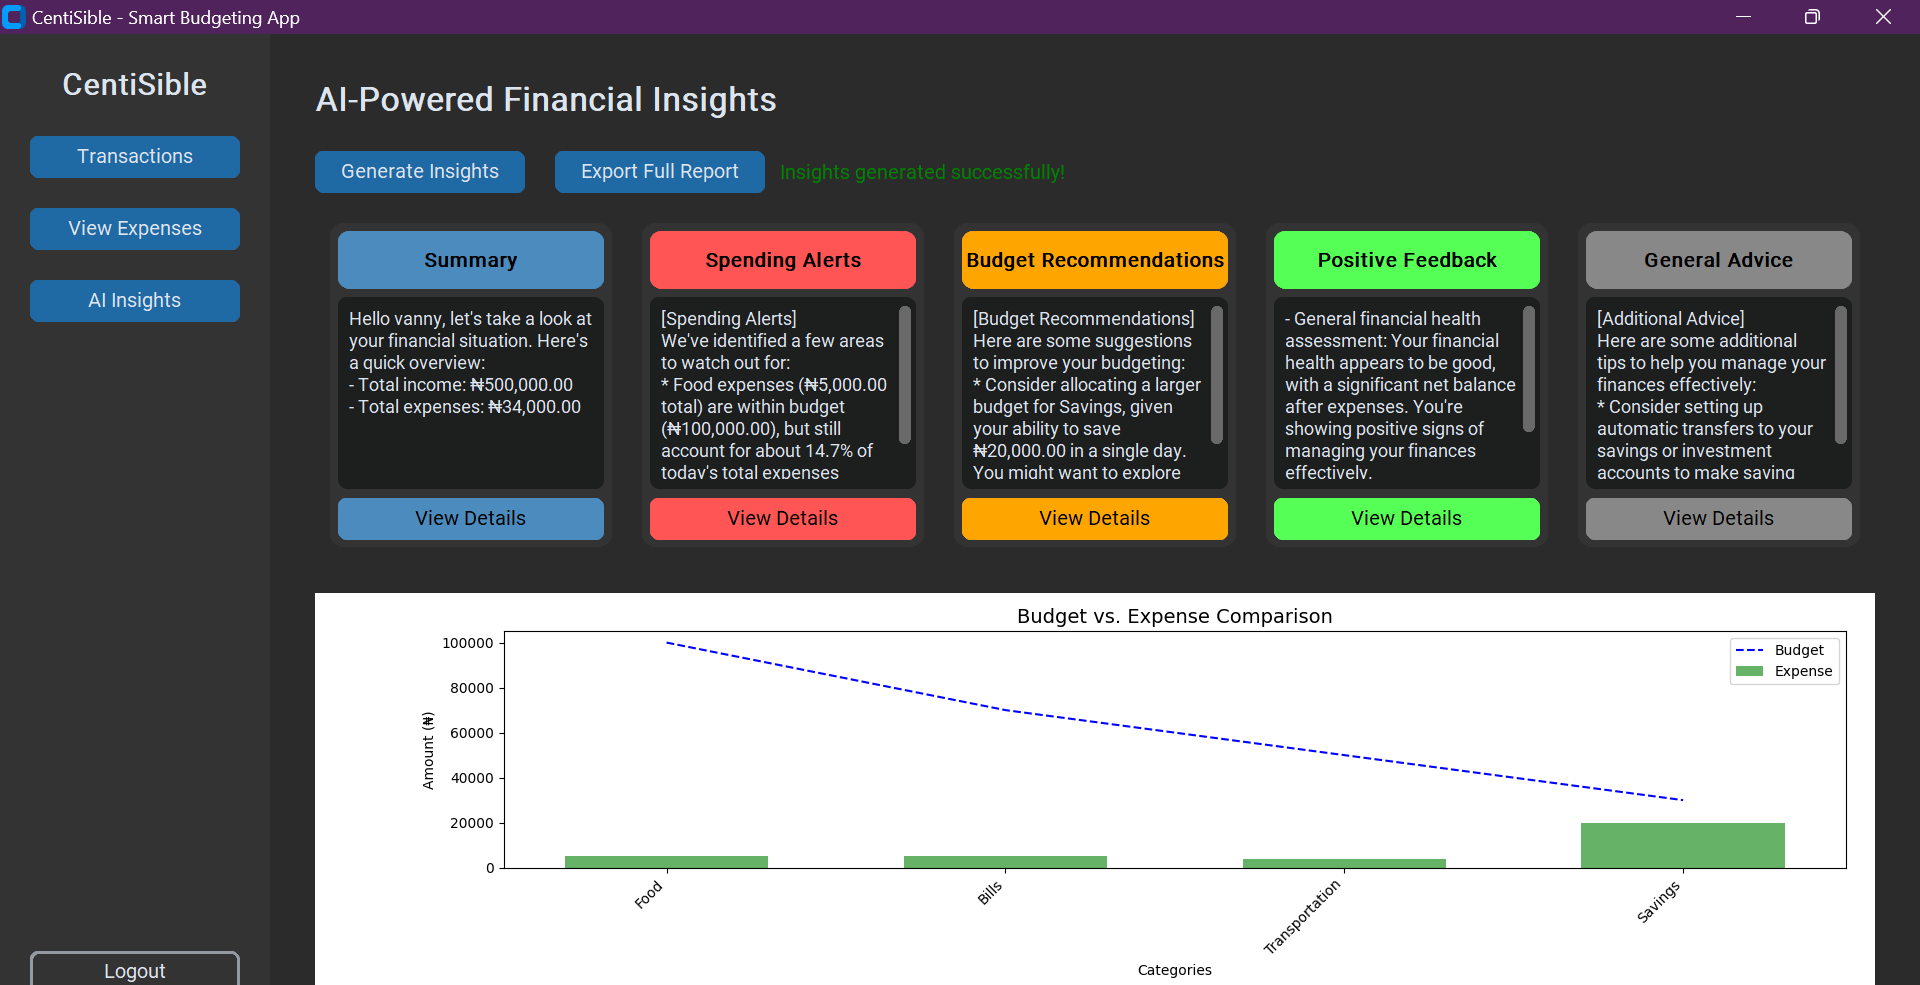 CentiSible - Smart Budgeting App
CentiSible
Transactions
View Expenses
AI Insights
Logout
AI-Powered Financial Insights
Generate Insights
Export Full Report
Insights generated successfully!
Summary
Hello vanny, let's take a look at
your financial situation. Here's
a quick overview:
- Total income: ₦500,000.00
- Total expenses: ₦34,000.00
View Details
Spending Alerts
[Spending Alerts]
We've identified a few areas
to watch out for:
* Food expenses (₦5,000.00
total) are within budget
(₦100,000.00), but still
account for about 14.7% of
today's total expenses
View Details
Budget Recommendations
[Budget Recommendations]
Here are some suggestions
to improve your budgeting:
* Consider allocating a larger
budget for Savings, given
your ability to save
₦20,000.00 in a single day.
You might want to explore
View Details
Positive Feedback
- General financial health
assessment: Your financial
health appears to be good,
with a significant net balance
after expenses. You're
showing positive signs of
managing your finances
effectively.
View Details
General Advice
[Additional Advice]
Here are some additional
tips to help you manage your
finances effectively:
* Consider setting up
automatic transfers to your
savings or investment
accounts to make saving
View Details
Budget vs. Expense Comparison
Budget
Expense
Amount (₦)
100000
80000
60000
40000
20000
0
Food
Bills
Transportation
Savings
Categories